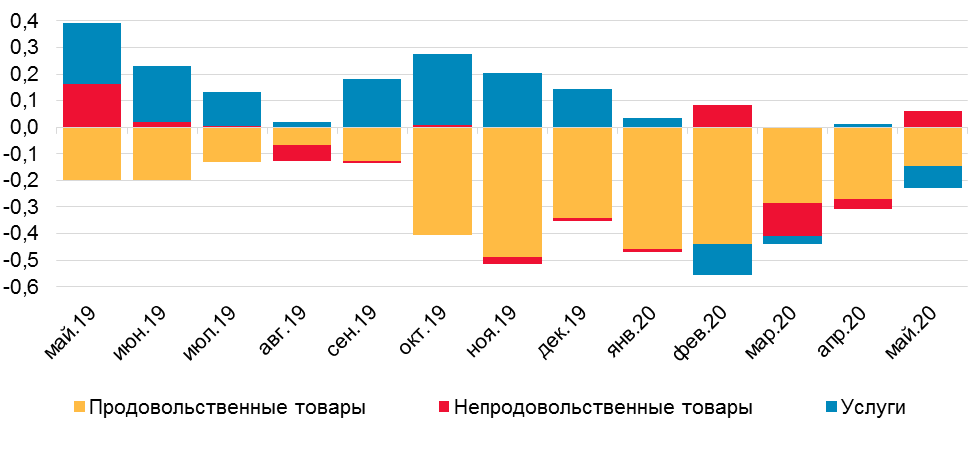 0,4
0,3
0,2
0,1
0,0
-0,1
-0,2
-0,3
-0,4
-0,5
-0,6
май.19
июн.19
июл.19
авг.19
сен.19
окт.19
ноя.19
дек.19
янв.20
фев.20
мар.20
апр.20
май.20
Продовольственные товары
Непродовольственные товары
Услуги